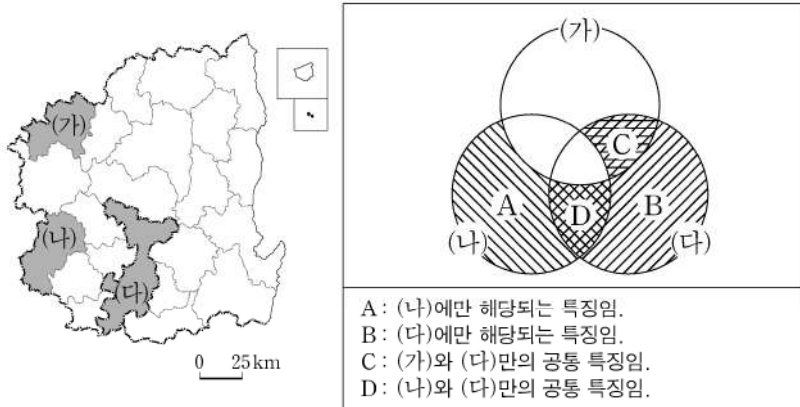 (가)
(나)
(다)
0 25km
(가)
C
A
D
B
(나)
(다)
A : (나)에만 해당되는 특징임.
B : (다)에만 해당되는 특징임.
C : (가)와 (다)만의 공통 특징임.
D : (나)와 (다)만의 공통 특징임.